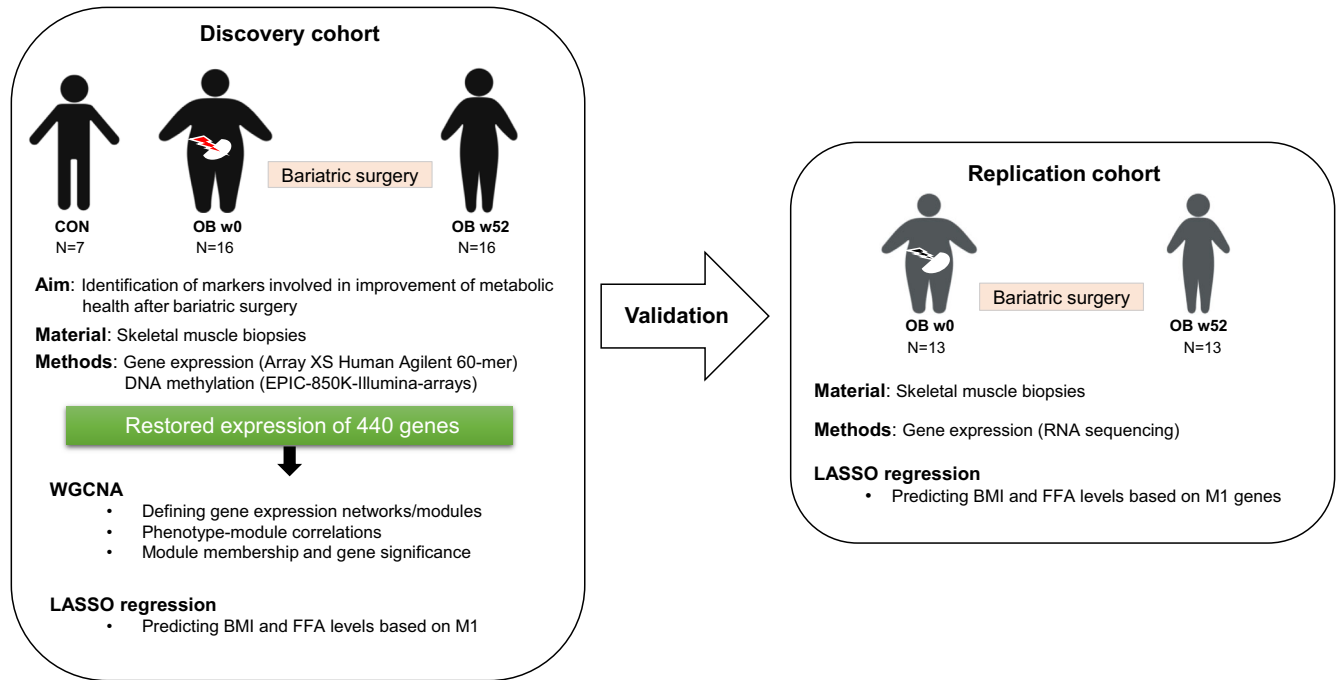 Discovery cohort
CON
N=7
OB w0
N=16
Bariatric surgery
OB w52
N=16
Aim: Identification of markers involved in improvement of metabolic
health after bariatric surgery
Material: Skeletal muscle biopsies
Methods: Gene expression (Array XS Human Agilent 60-mer)
DNA methylation (EPIC-850K-Illumina-arrays)
Restored expression of 440 genes
WGCNA
• Defining gene expression networks/modules
• Phenotype-module correlations
• Module membership and gene significance
LASSO regression
• Predicting BMI and FFA levels based on M1
Validation
Replication cohort
OB w0
N=13
Bariatric surgery
OB w52
N=13
Material: Skeletal muscle biopsies
Methods: Gene expression (RNA sequencing)
LASSO regression
• Predicting BMI and FFA levels based on M1 genes